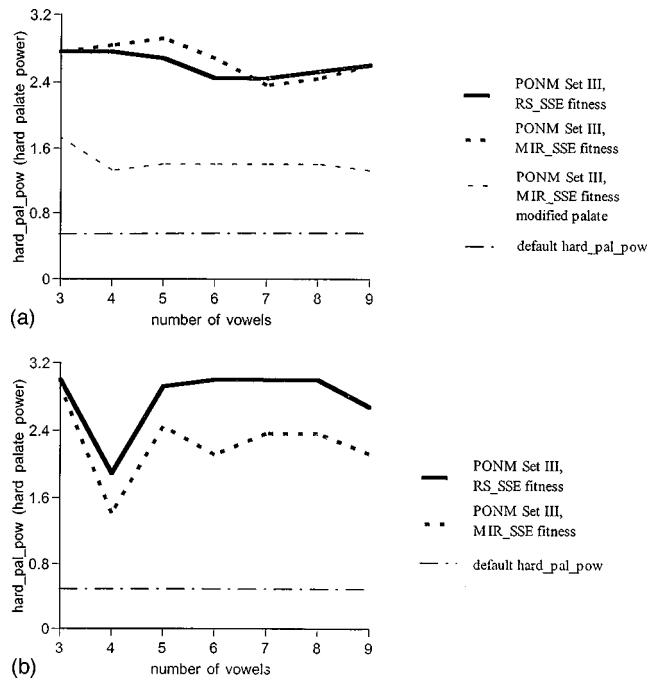 3.2
2.4
1.6
0.8
0
hard_pal_pow (hard palate power)
3 4 5 6 7 8 9
number of vowels
(a)
PONM Set III,
RS_SSE fitness
PONM Set III,
MIR_SSE fitness
PONM Set III,
MIR_SSE fitness
modified palate
default hard_pal_pow
3.2
2.4
1.6
0.8
0
hard_pal_pow (hard palate power)
3 4 5 6 7 8 9
number of vowels
(b)
PONM Set III,
RS_SSE fitness
PONM Set III,
MIR_SSE fitness
default hard_pal_pow